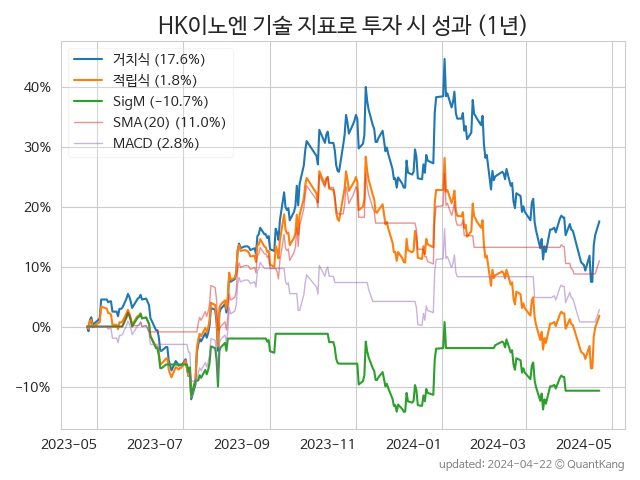 HK이노엔 기술 지표로 투자 시 성과 (1년)
거치식 (17.6%)
적립식 (1.8%)
SigM (−10.7%)
SMA(20) (11.0%)
MACD (2.8%)
40%
30%
20%
10%
0%
−10%
2023-05 2023-07 2023-09 2023-11 2024-01 2024-03 2024-05
updated: 2024-04-22 © QuantKang